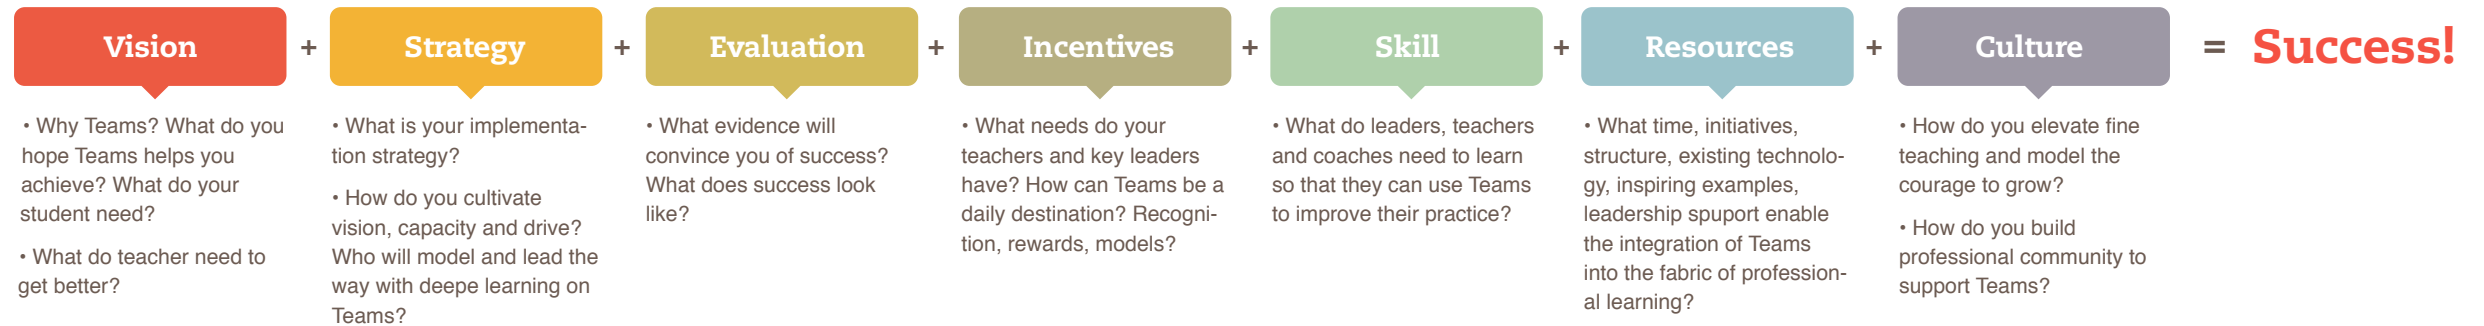 Vision + Strategy + Evaluation + Incentives + Skill + Resources + Culture = Success!
• Why Teams? What do you
hope Teams helps you
achieve? What do your
student need?
• What do teacher need to
get better?
• What is your implementa-
tion strategy?
• How do you cultivate
vision, capacity and drive?
Who will model and lead the
way with deepe learning on
Teams?
• What evidence will
convince you of success?
What does success look
like?
• What needs do your
teachers and key leaders
have? How can Teams be a
daily destination? Recogni-
tion, rewards, models?
• What do leaders, teachers
and coaches need to learn
so that they can use Teams
to improve their practice?
• What time, initiatives,
structure, existing technolo-
gy, inspiring examples,
leadership spuport enable
the integration of Teams
into the fabric of profession-
al learning?
• How do you elevate fine
teaching and model the
courage to grow?
• How do you build
professional community to
support Teams?